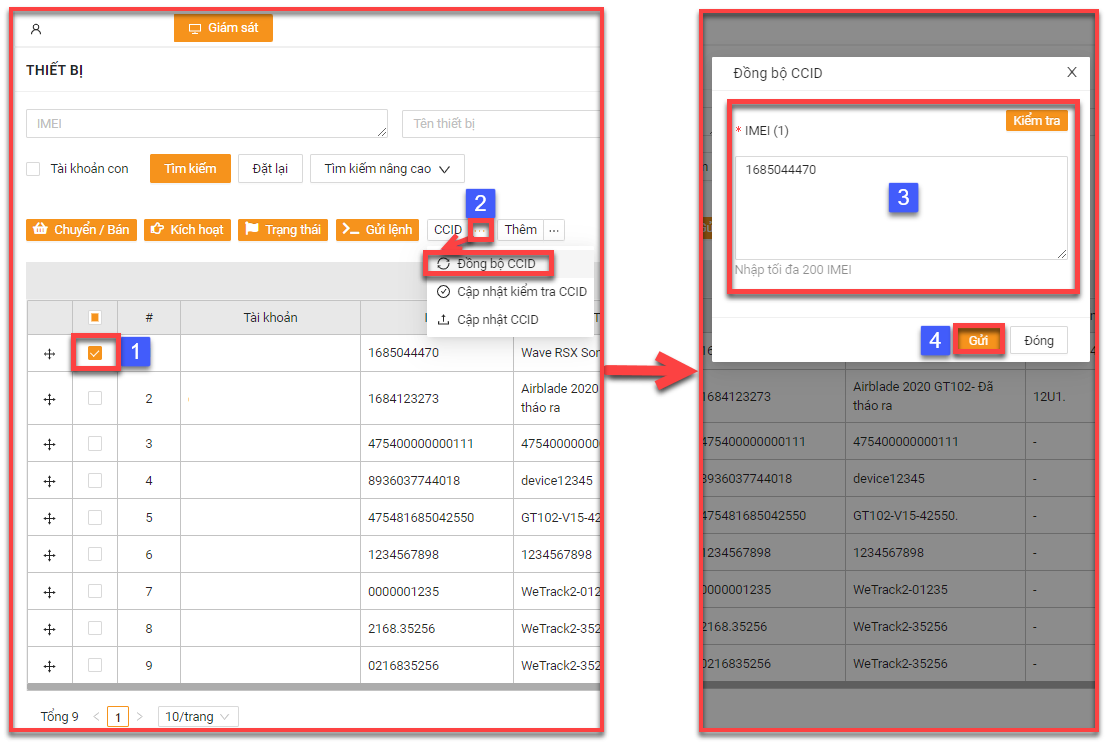 Giám sát
THIẾT BỊ
IMEI
Tên thiết bị
Tài khoản con
Tìm kiếm
Đặt lại
Tìm kiếm nâng cao
2
Chuyển / Bán
Kích hoạt
Trạng thái
Gửi lệnh
CCID
...
Thêm
...
Đồng bộ CCID
Cập nhật kiểm tra CCID
Cập nhật CCID
# Tài khoản
1 1685044470 Wave RSX
2 1684123273 Airblade 2020
tháo ra
3 475400000000111 475400000000
4 8936037744018 device12345
5 475481685042550 GT102-V15-42
6 1234567898 1234567898
7 0000001235 WeTrack2-012
8 2168.35256 WeTrack2-352
9 0216835256 WeTrack2-352
Tổng 9 < 1 > 10/trang
Đồng bộ CCID X
Kiểm tra
* IMEI (1)
1685044470
3
Nhập tối đa 200 IMEI
4
Gửi
Đóng
1684123273 Airblade 2020 GT102- Đã
tháo ra 12U1.
475400000000111 475400000000111 -
8936037744018 device12345 -
475481685042550 GT102-V15-42550. -
1234567898 1234567898 -
0000001235 WeTrack2-01235 -
2168.35256 WeTrack2-35256 -
0216835256 WeTrack2-35256 -